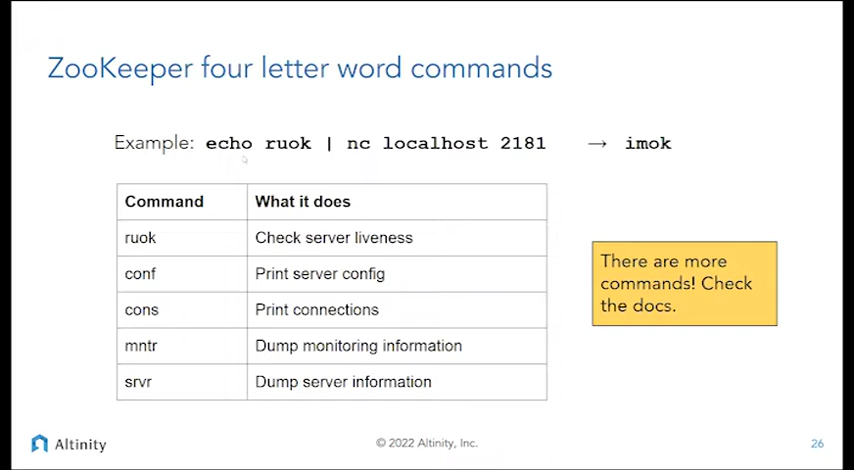 ZooKeeper four letter word commands
Example: echo ruok | nc localhost 2181 → imok
Command What it does
ruok Check server liveness
conf Print server config
cons Print connections
mntr Dump monitoring information
srvr Dump server information
There are more
commands! Check
the docs.
Altinity
© 2022 Altinity, Inc.
26